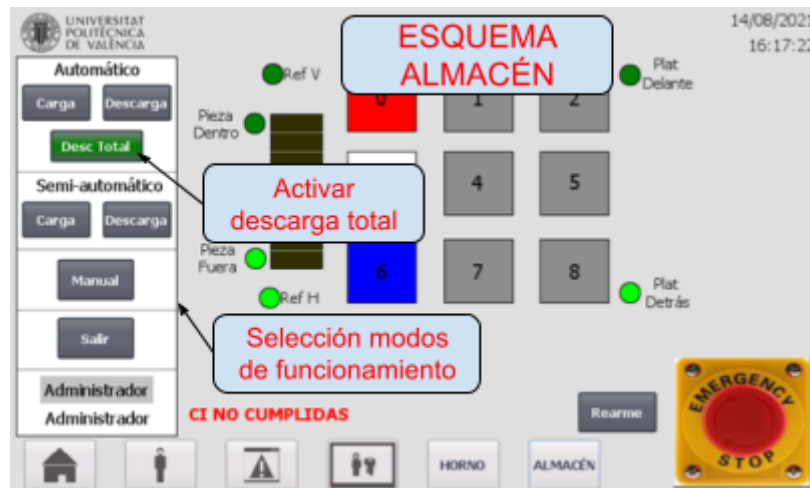 UNIVERSITAT
POLITÈCNICA
DE VALÈNCIA
14/08/2021
16:17:22
ESQUEMA
ALMACÉN
Automático
Carga
Descarga
Desc Total
Semi-automático
Carga
Descarga
Manual
Salir
Administrador
Administrador
Ref V
Pieza
Dentro
Plat
Delante
0
1
2
Activar
descarga total
4
5
Pieza
Fuera
6
7
8
Ref H
Plat
Detrás
Selección modos
de funcionamiento
CI NO CUMPLIDAS
Rearme
EMERGENCY
STOP
HORNO
ALMACÉN